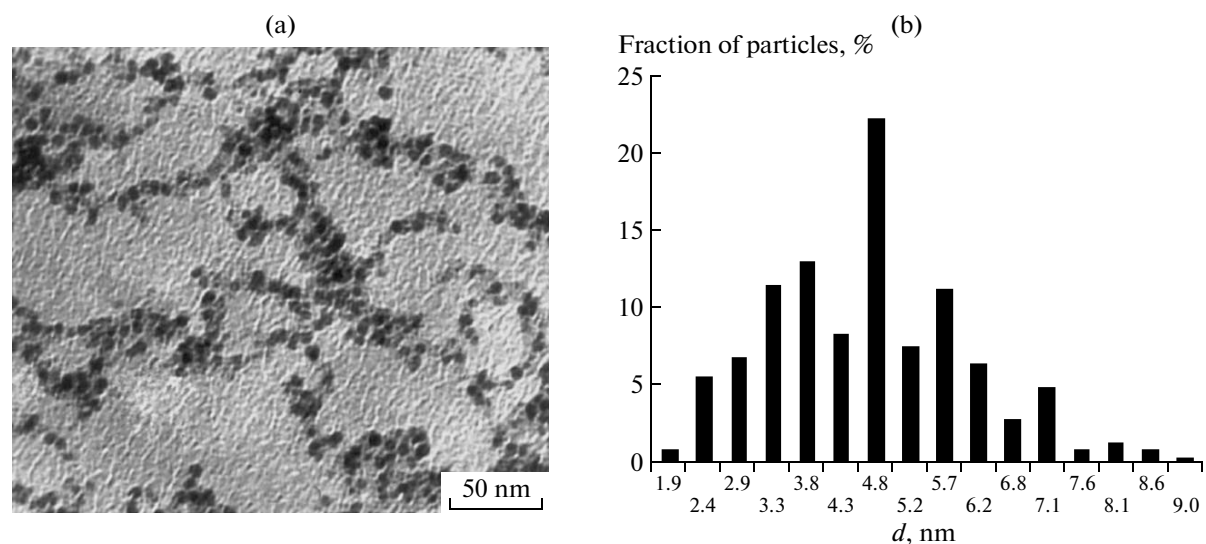 (a)
(b)
Fraction of particles, %
25
20
15
10
5
0
1.9 2.9 3.8 4.8 5.7 6.8 7.6 8.6
2.4 3.3 4.3 5.2 6.2 7.1 8.1 9.0
d, nm
50 nm